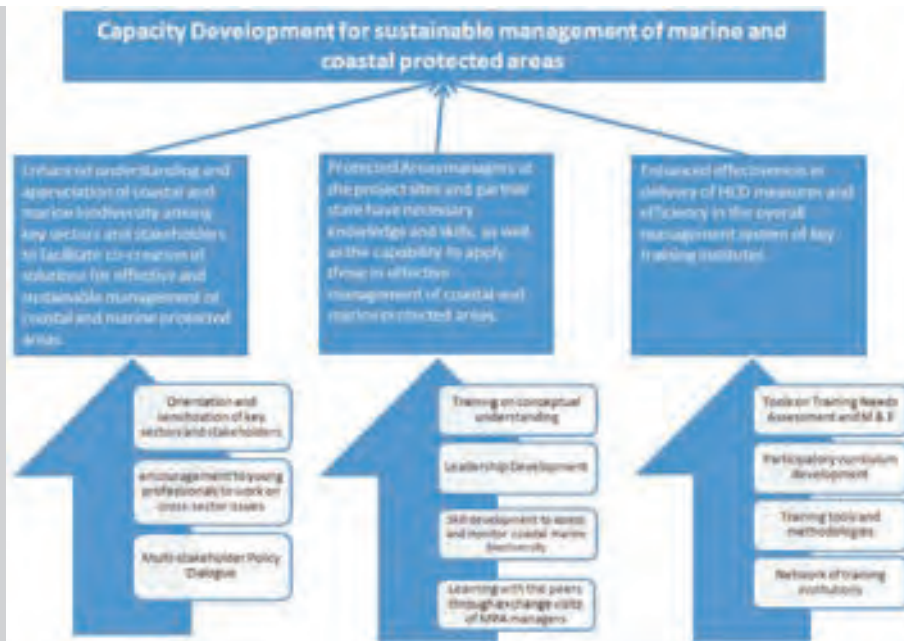 Capacity Development for sustainable management of marine and
coastal protected areas
Enhanced understanding and
appreciation of coastal and
marine biodiversity among
key sectors and stakeholders
to facilitate co-creation of
solutions for effective and
sustainable management of
coastal and marine protected
areas.
Protected Areas managers at
the project sites and partner
state have necessary
knowledge and skills, as well
as the capability to apply
these in effective
management of coastal and
marine protected areas.
Enhanced effectiveness in
delivery of HCD measures and
efficiency in the overall
management system of key
training institutes
Orientation and
sensitization of key
sectors and stakeholders
encouragement to young
professionals to work on
cross-sector issues
Multi-stakeholder Policy
Dialogue
Training on conceptual
understanding
Leadership Development
Skill development to assess
and monitor coastal marine
biodiversity
Learning with the peers
through exchange visits
of MPA managers
Tools on Training Needs
Assessment and M & E
Participatory curriculum
development
Training tools and
methodologies
Network of training
institutions